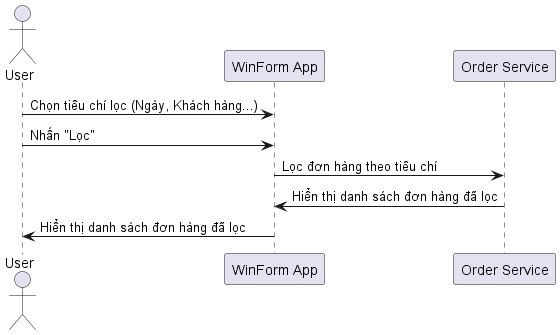 User
WinForm App
Order Service
Chọn tiêu chí lọc (Ngày, Khách hàng...)
Nhấn "Lọc"
Lọc đơn hàng theo tiêu chí
Hiển thị danh sách đơn hàng đã lọc
Hiển thị danh sách đơn hàng đã lọc
User
WinForm App
Order Service